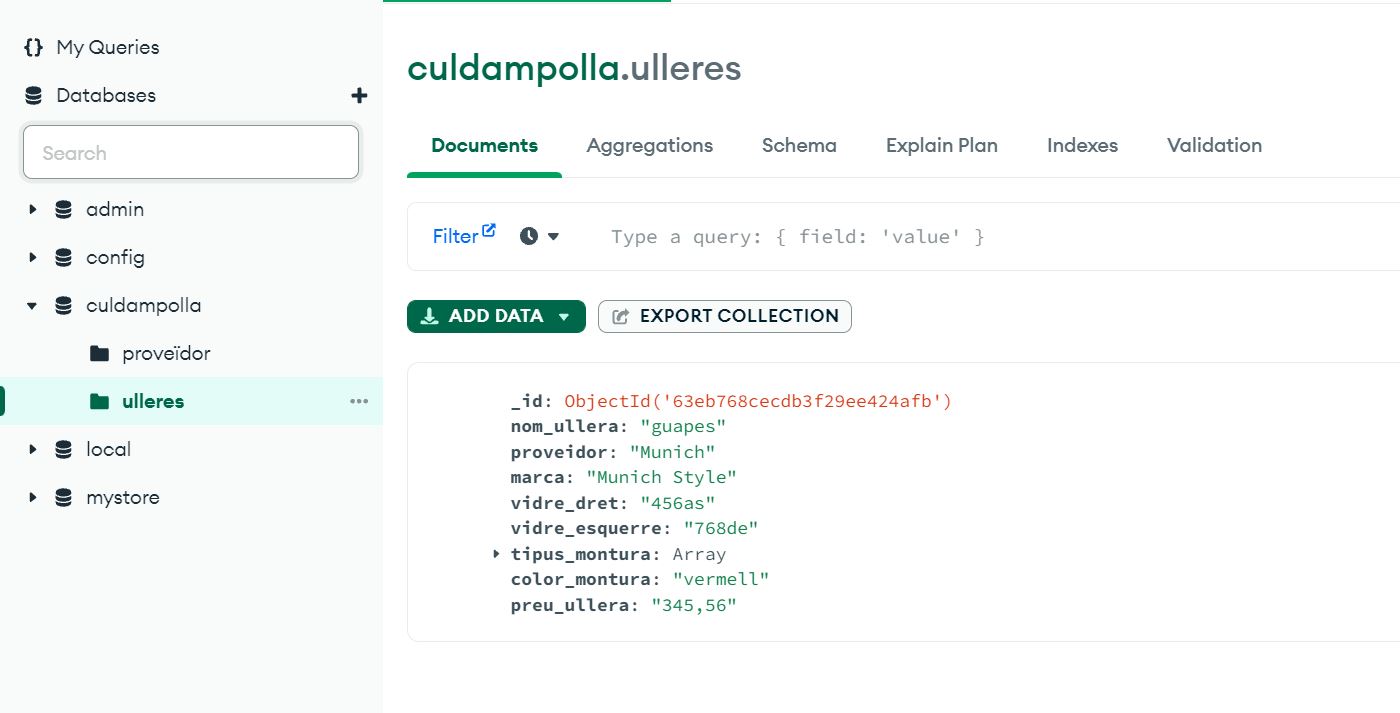 My Queries
Databases
Search
admin
config
culdampolla
proveïdor
ulleres
local
mystore
culdampolla.ulleres
Documents Aggregations Schema Explain Plan Indexes Validation
Filter Type a query: { field: 'value' }
ADD DATA EXPORT COLLECTION
_id: ObjectId('63eb768cecdb3f29ee424afb')
nom_ullera: "guapes"
proveidor: "Munich"
marca: "Munich Style"
vidre_dret: "456as"
vidre_esquerre: "768de"
tipus_montura: Array
color_montura: "vermell"
preu_ullera: "345,56"